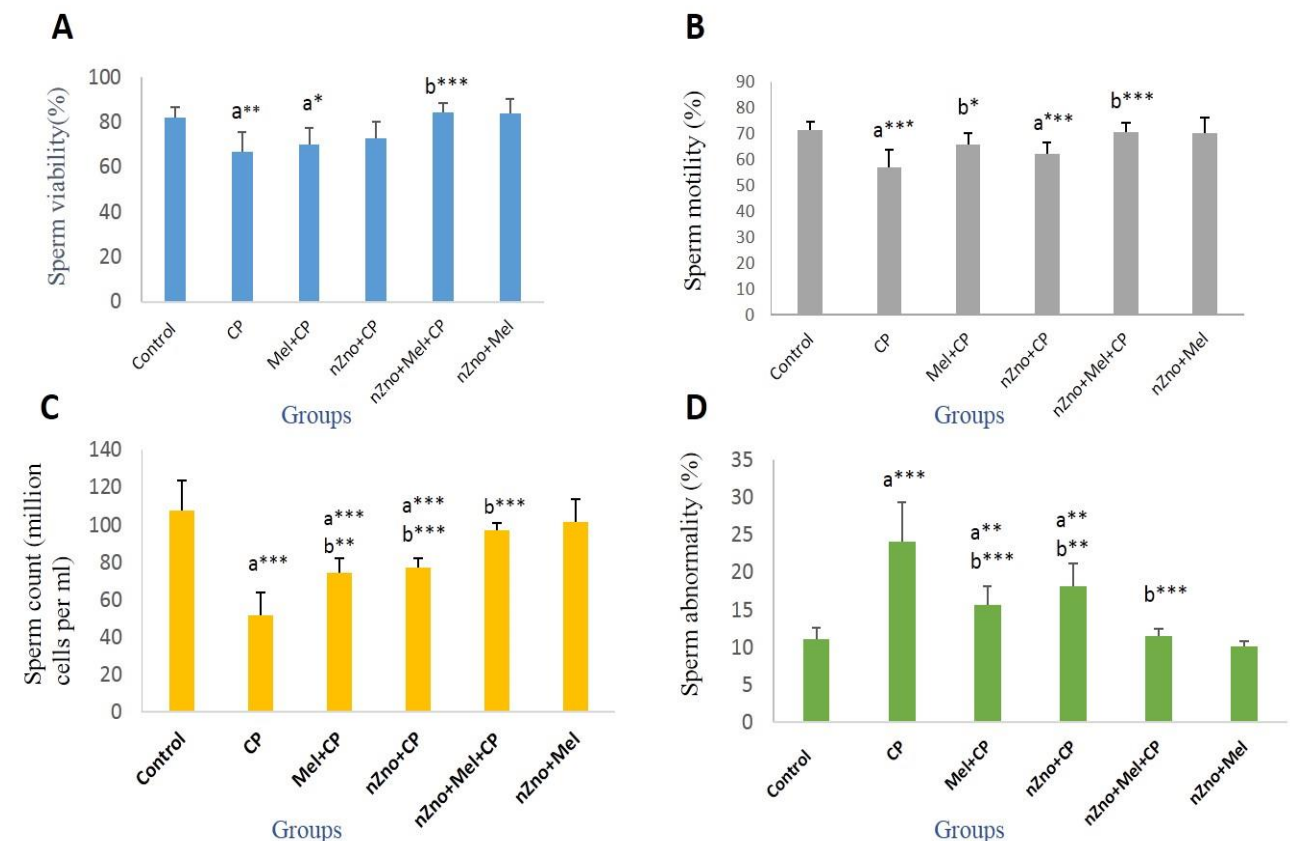 A
Sperm viability(%)
100
80
60
40
20
0
a**
a*
b***
Control
CP
Mel+CP
nZno+CP
nZno+Mel+CP
nZno+Mel
Groups
B
Sperm motility (%)
90
80
70
60
50
40
30
20
10
0
a***
b*
a***
b***
Control
CP
Mel+CP
nZno+CP
nZno+Mel+CP
nZno+Mel
Groups
C
Sperm count (million
cells per ml)
140
120
100
80
60
40
20
0
a***
a***
b**
a***
b***
b***
Control
CP
Mel+CP
nZno+CP
nZno+Mel+CP
nZno+Mel
Groups
D
Sperm abnormality (%)
35
30
25
20
15
10
5
0
a***
a**
b***
a**
b**
b***
Control
CP
Mel+CP
nZno+CP
nZno+Mel+CP
nZno+Mel
Groups